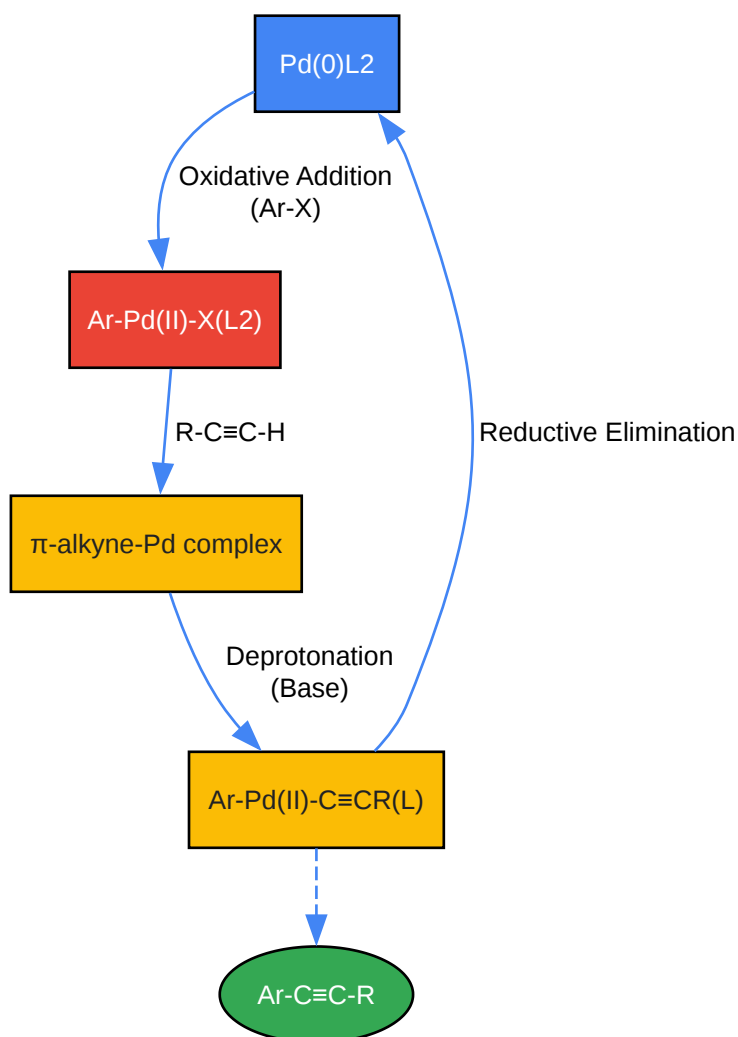 Pd(0)L2
Oxidative Addition
(Ar-X)
Ar-Pd(II)-X(L2)
R-C≡C-H
Reductive Elimination
π-alkyne-Pd complex
Deprotonation
(Base)
Ar-Pd(II)-C≡CR(L)
Ar-C≡C-R